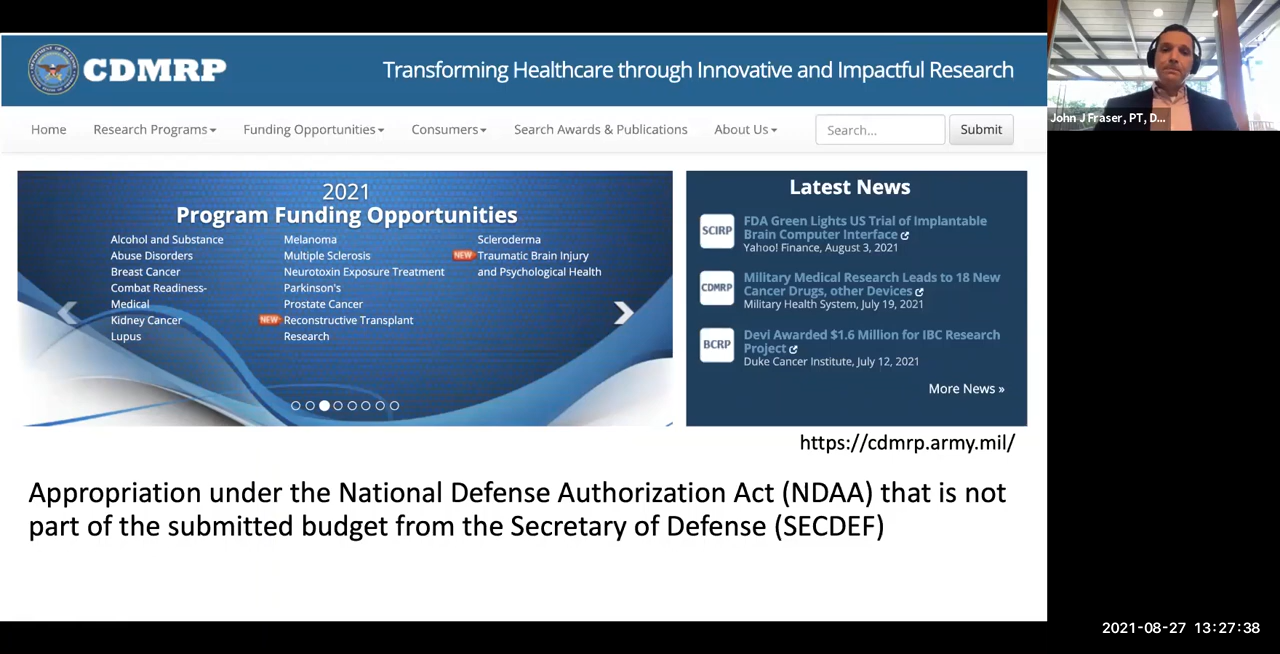 CDMRP
Transforming Healthcare through Innovative and Impactful Research
Home Research Programs Funding Opportunities Consumers Search Awards & Publications About Us Search... Submit
2021
Program Funding Opportunities
Alcohol and Substance
Abuse Disorders
Breast Cancer
Combat Readiness-
Medical
Kidney Cancer
Lupus
Melanoma
Multiple Sclerosis
Neurotoxin Exposure Treatment
Parkinson's
Prostate Cancer
NEW Reconstructive Transplant
Research
Scleroderma
NEW Traumatic Brain Injury
and Psychological Health
Latest News
SCIRP
FDA Green Lights US Trial of Implantable
Brain Computer Interface
Yahoo! Finance, August 3, 2021
CDMRP
Military Medical Research Leads to 18 New
Cancer Drugs, other Devices
Military Health System, July 19, 2021
BCRP
Devi Awarded $1.6 Million for IBC Research
Project
Duke Cancer Institute, July 12, 2021
More News »
https://cdmrp.army.mil/
Appropriation under the National Defense Authorization Act (NDAA) that is not
part of the submitted budget from the Secretary of Defense (SECDEF)
John J Fraser, PT, D...
2021-08-27 13:27:38